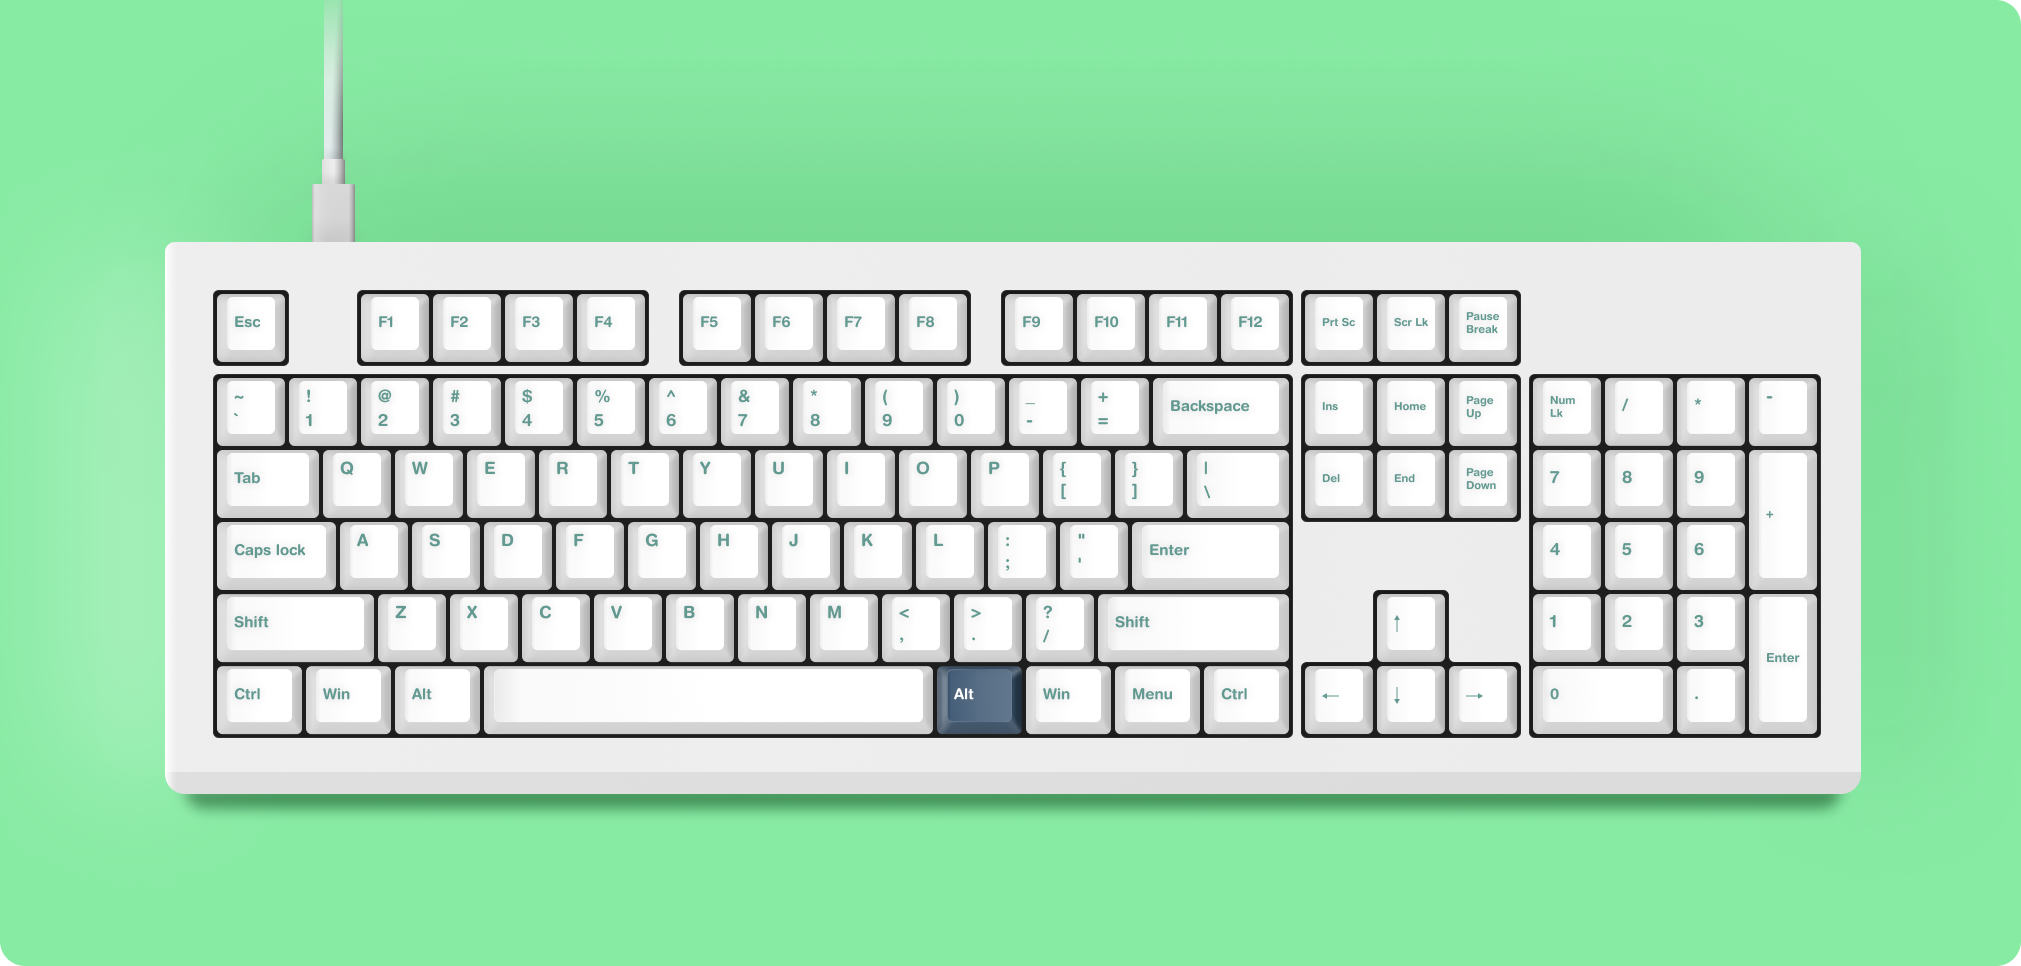 Esc F1 F2 F3 F4 F5 F6 F7 F8 F9 F10 F11 F12 Prt Sc Scr Lk Pause
Break
~ ! @ # $ % ^ & * ( ) _ + Backspace Ins Home Page
Up Num
Lk / * -
` 1 2 3 4 5 6 7 8 9 0 - =
Tab Q W E R T Y U I O P { } | Del End Page
Down 7 8 9 +
[ ] \
Caps lock A S D F G H J K L : " Enter 4 5 6
; '
Shift Z X C V B N M < > ? Shift ↑ 1 2 3 Enter
, . /
Ctrl Win Alt Alt Win Menu Ctrl ← ↓ → 0 .